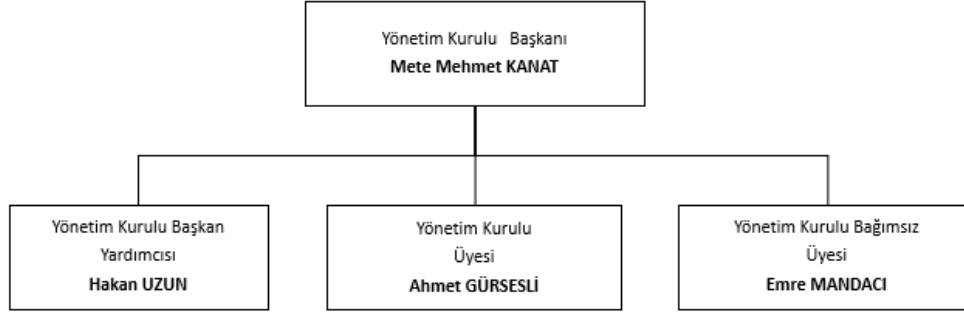 Yönetim Kurulu Başkanı
Mete Mehmet KANAT
Yönetim Kurulu Başkan
Yardımcısı
Hakan UZUN
Yönetim Kurulu
Üyesi
Ahmet GÜRSESLİ
Yönetim Kurulu Bağımsız
Üyesi
Emre MANDACI